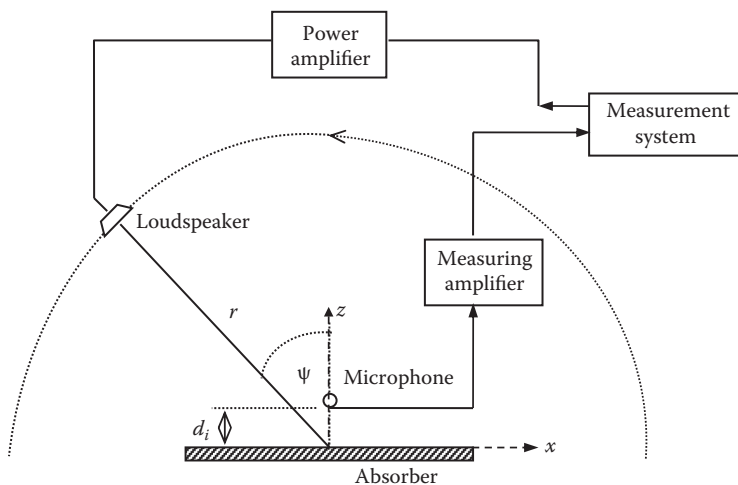 Power
amplifier
Measurement
system
Loudspeaker
Measuring
amplifier
r
z
ψ
Microphone
d_i
x
Absorber